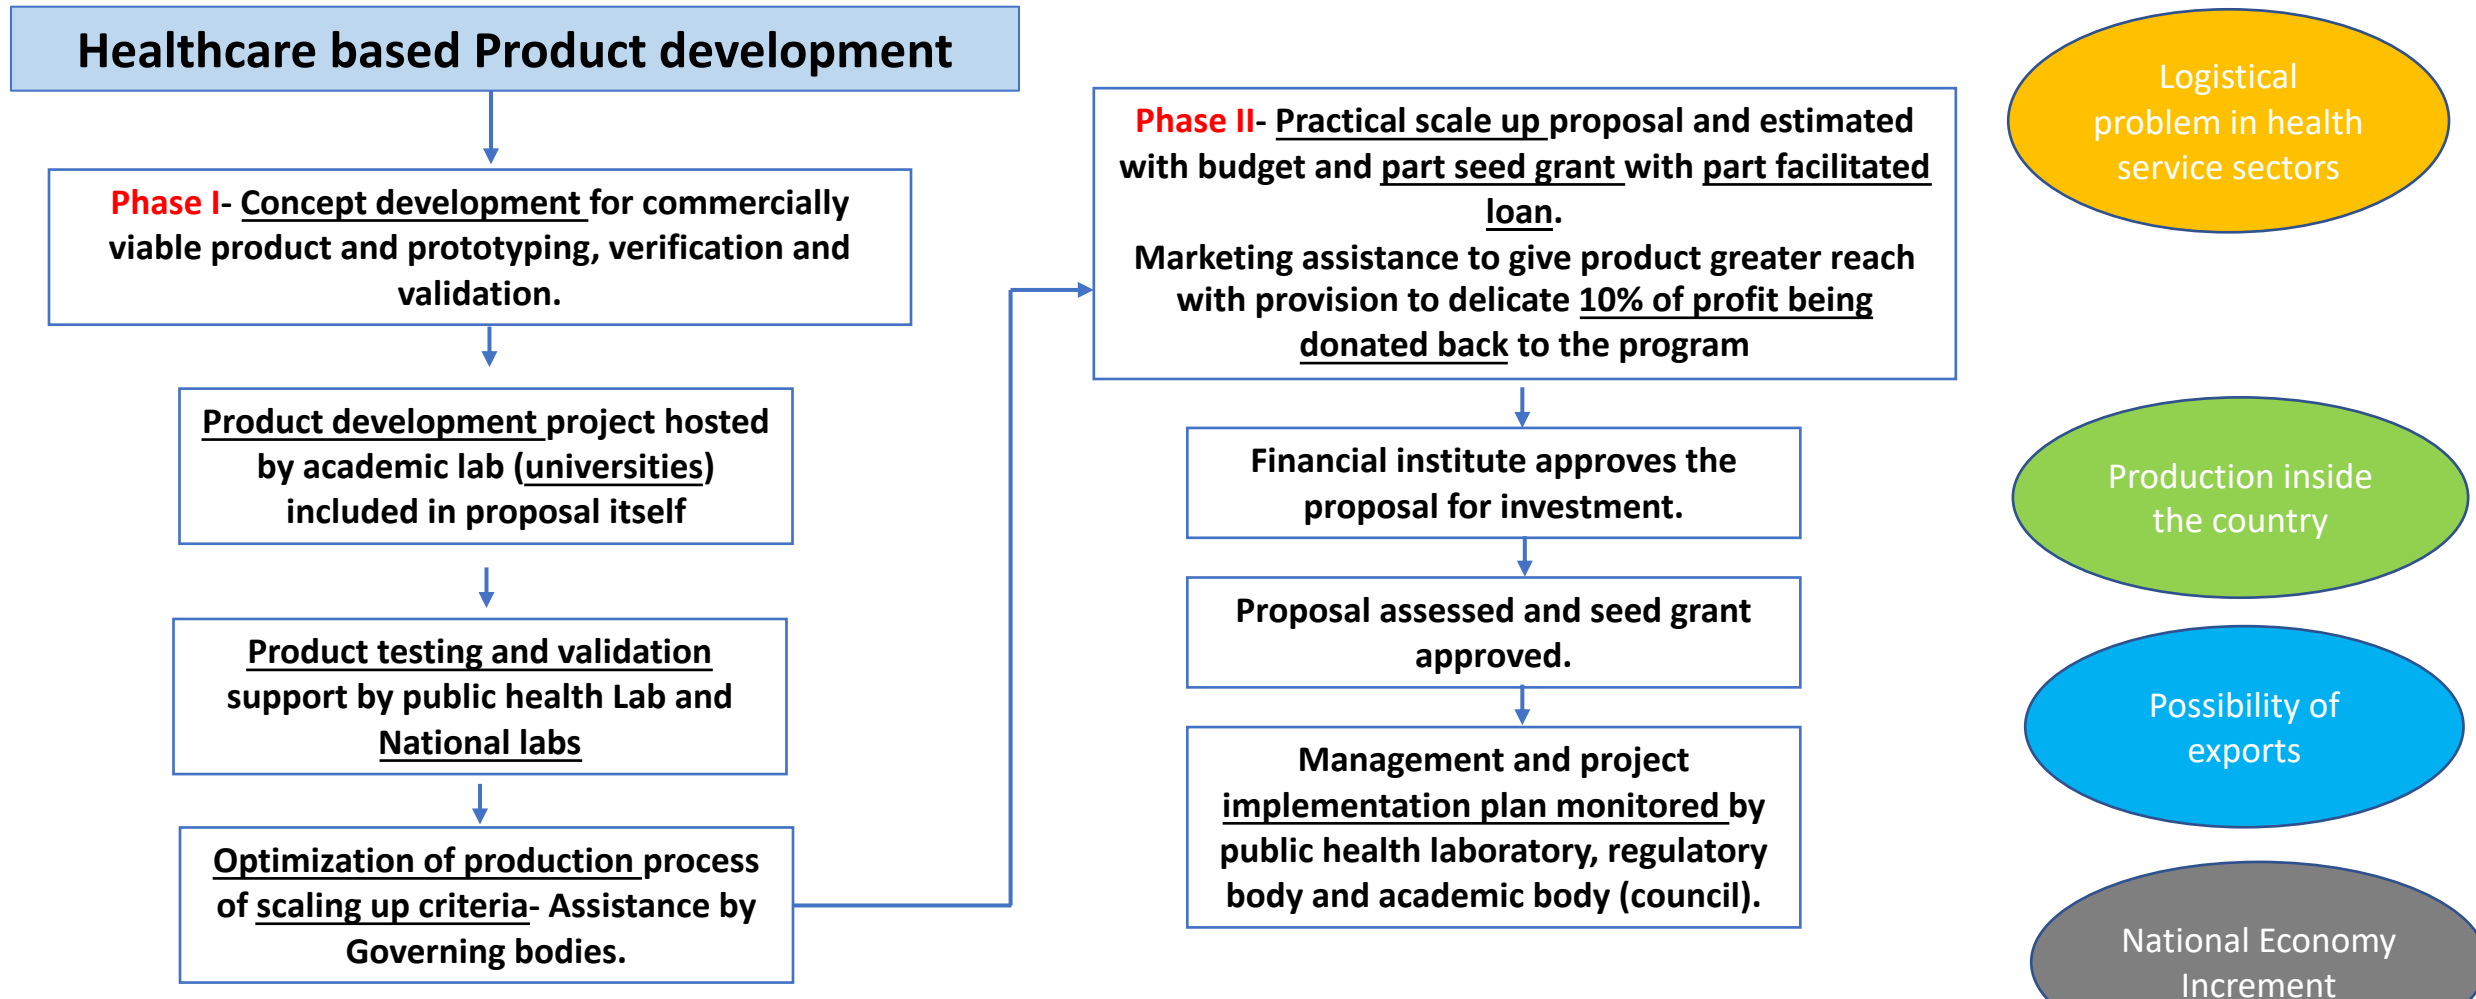 Healthcare based Product development
Phase I- Concept development for commercially
viable product and prototyping, verification and
validation.
Product development project hosted
by academic lab (universities)
included in proposal itself
Product testing and validation
support by public health Lab and
National labs
Optimization of production process
of scaling up criteria- Assistance by
Governing bodies.
Phase II- Practical scale up proposal and estimated
with budget and part seed grant with part facilitated
loan.
Marketing assistance to give product greater reach
with provision to delicate 10% of profit being
donated back to the program
Financial institute approves the
proposal for investment.
Proposal assessed and seed grant
approved.
Management and project
implementation plan monitored by
public health laboratory, regulatory
body and academic body (council).
Logistical
problem in health
service sectors
Production inside
the country
Possibility of
exports
National Economy
Increment